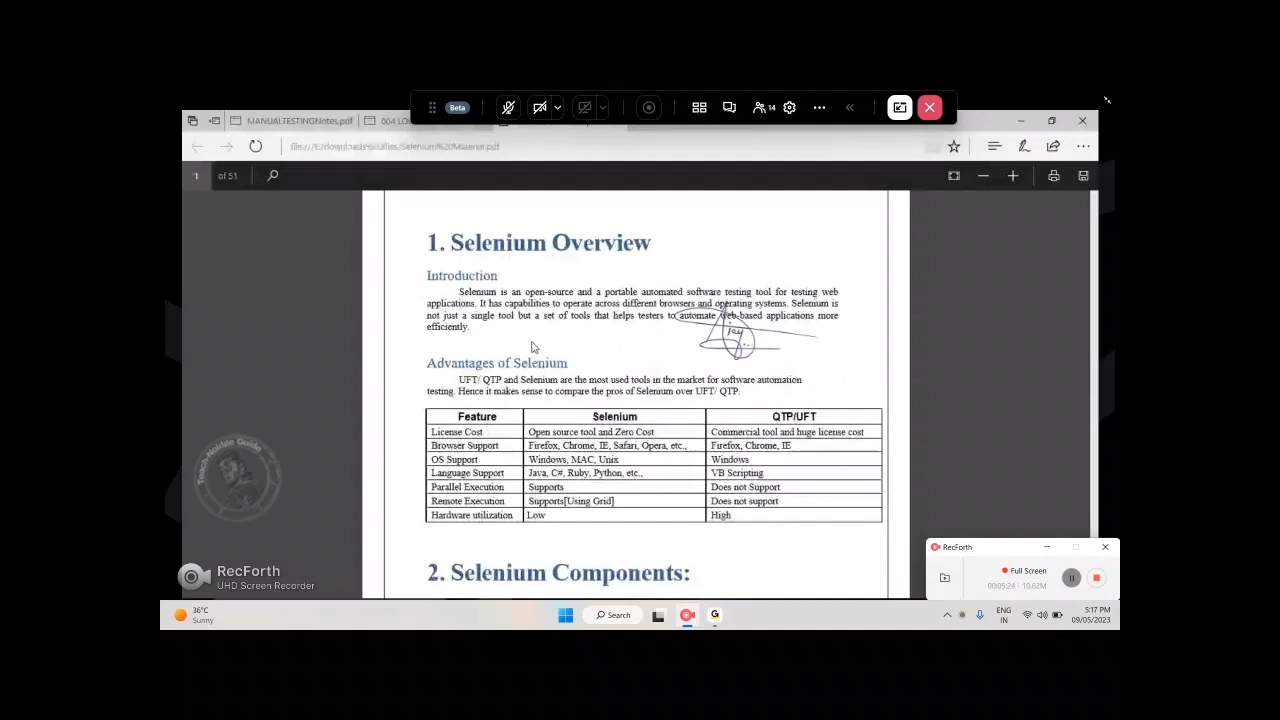 Beta
14
MANUALTESTINGNotes.pdf
1 of 51
1. Selenium Overview
Introduction
Selenium is an open-source and a portable automated software testing tool for testing web
applications. It has capabilities to operate across different browsers and operating systems. Selenium is
not just a single tool but a set of tools that helps testers to automate web-based applications more
efficiently.
Advantages of Selenium
UFT/ QTP and Selenium are the most used tools in the market for software automation
testing. Hence it makes sense to compare the pros of Selenium over UFT/ QTP.
Feature Selenium QTP/UFT
License Cost Open source tool and Zero Cost Commercial tool and huge license cost
Browser Support Firefox, Chrome, IE, Safari, Opera, etc., Firefox, Chrome, IE
OS Support Windows, MAC, Unix Windows
Language Support Java, C#, Ruby, Python, etc., VB Scripting
Parallel Execution Supports Does not Support
Remote Execution Supports[Using Grid] Does not support
Hardware utilization Low High
2. Selenium Components:
RecForth
UHD Screen Recorder
RecForth
Full Screen
00:05:24 10.62M
36°C
Sunny
Search
G
ENG
IN
5:17 PM
09/05/2023